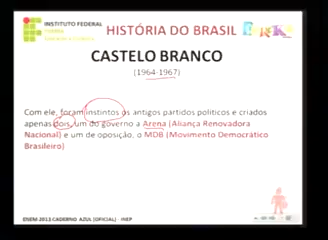 INSTITUTO FEDERAL
HISTÓRIA DO BRASIL
CASTELO BRANCO
(1964-1967)
Com ele, foram instintos os antigos partidos políticos e criados
apenas dois, um do governo a Arena (Aliança Renovadora
Nacional) e um de oposição, o MDB (Movimento Democrático
Brasileiro)
ENEM-2013 CADERNO AZUL (OFICIAL) - INEP